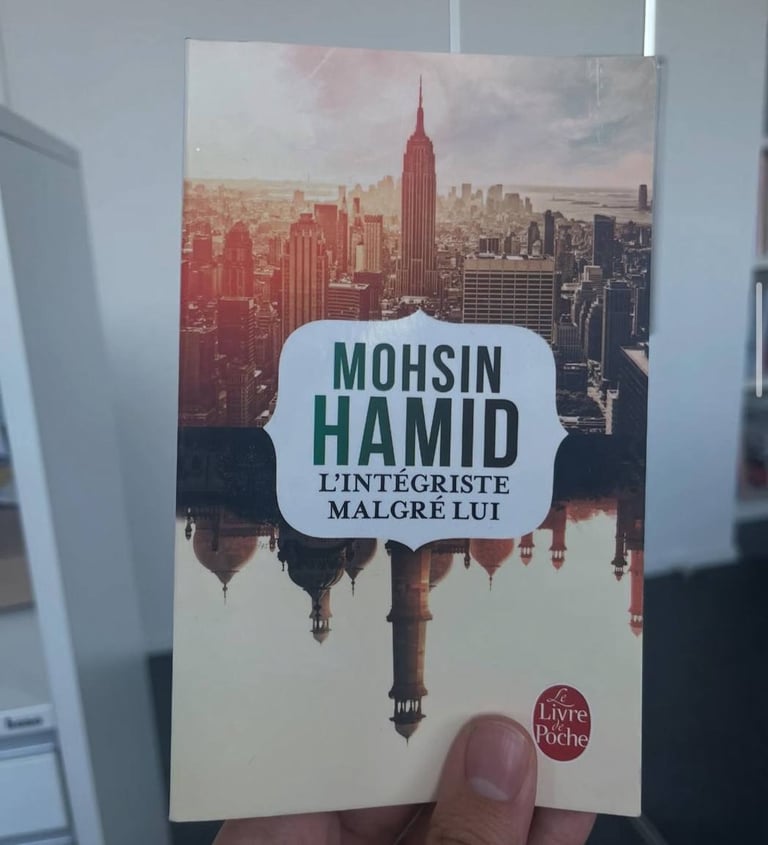 MOHSIN
HAMID
L'INTÉGRISTE
MALGRÉ LUI
Le
Livre
de
Poche